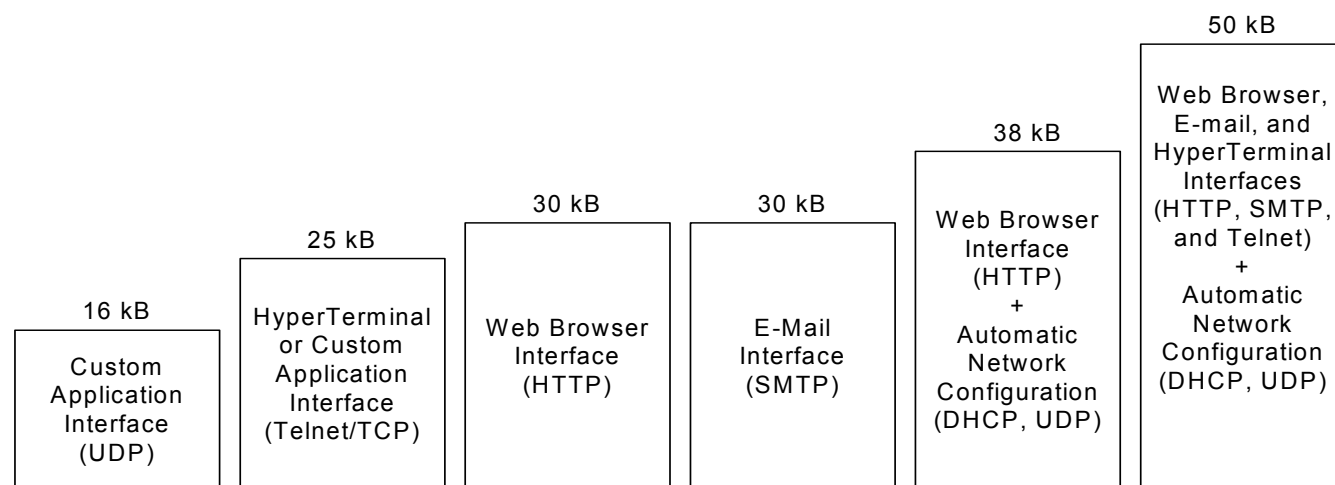 16 kB
Custom
Application
Interface
(UDP)
25 kB
HyperTerminal
or Custom
Application
Interface
(Telnet/TCP)
30 kB
Web Browser
Interface
(HTTP)
30 kB
E-Mail
Interface
(SMTP)
38 kB
Web Browser
Interface
(HTTP)
+
Automatic
Network
Configuration
(DHCP, UDP)
50 kB
Web Browser,
E-mail, and
HyperTerminal
Interfaces
(HTTP, SMTP,
and Telnet)
+
Automatic
Network
Configuration
(DHCP, UDP)